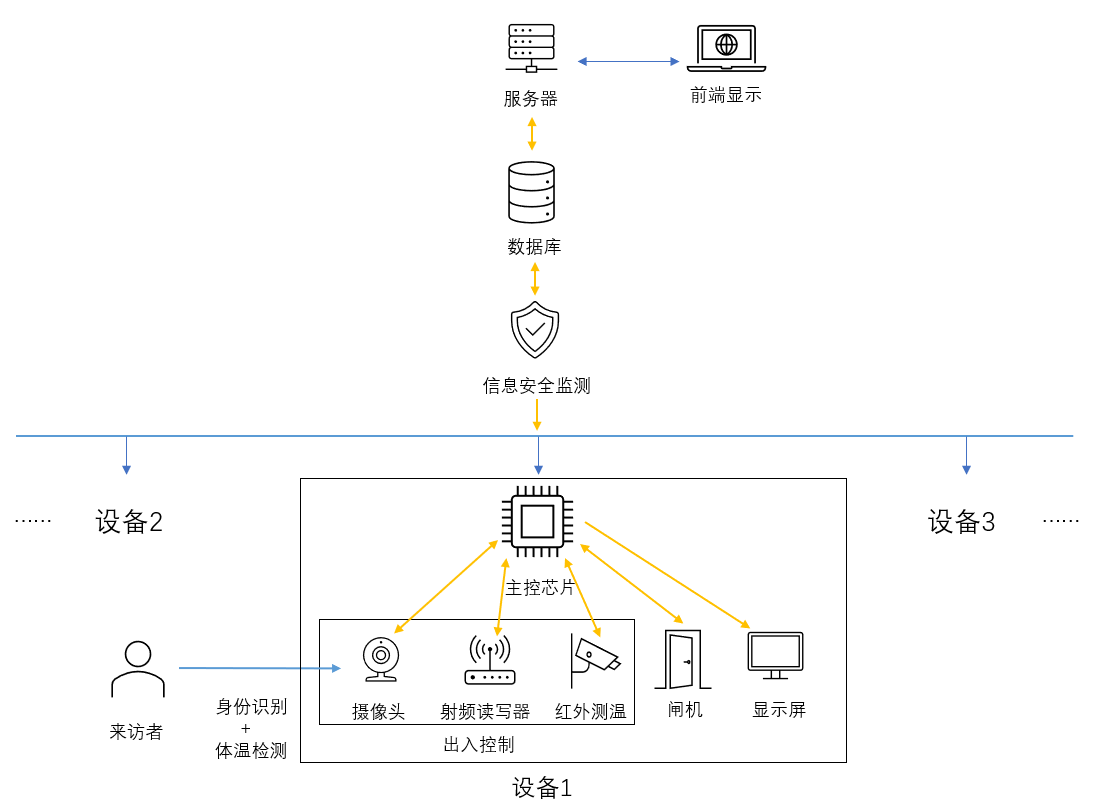 服务器
前端显示
数据库
信息安全监测
……
设备2
设备3
……
主控芯片
来访者
身份识别
+
体温检测
摄像头
射频读写器
红外测温
闸机
显示屏
出入控制
设备1